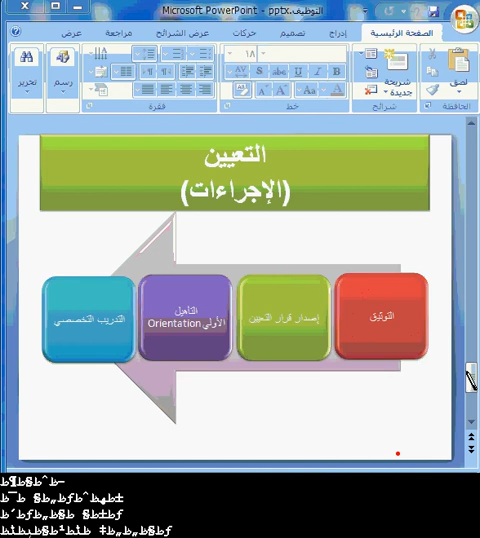 التوظيف.pptx - Microsoft PowerPoint
الصفحة الرئيسية
إدراج
تصميم
حركات
عرض الشرائح
مراجعة
عرض
لصق
شريحة جديدة
١٨
رسم
تحرير
الحافظة
شرائح
خط
فقرة
التعيين
(الإجراءات)
التوثيق
إصدار قرار التعيين
التأهيل
الأولي Orientation
التدريب التخصصي